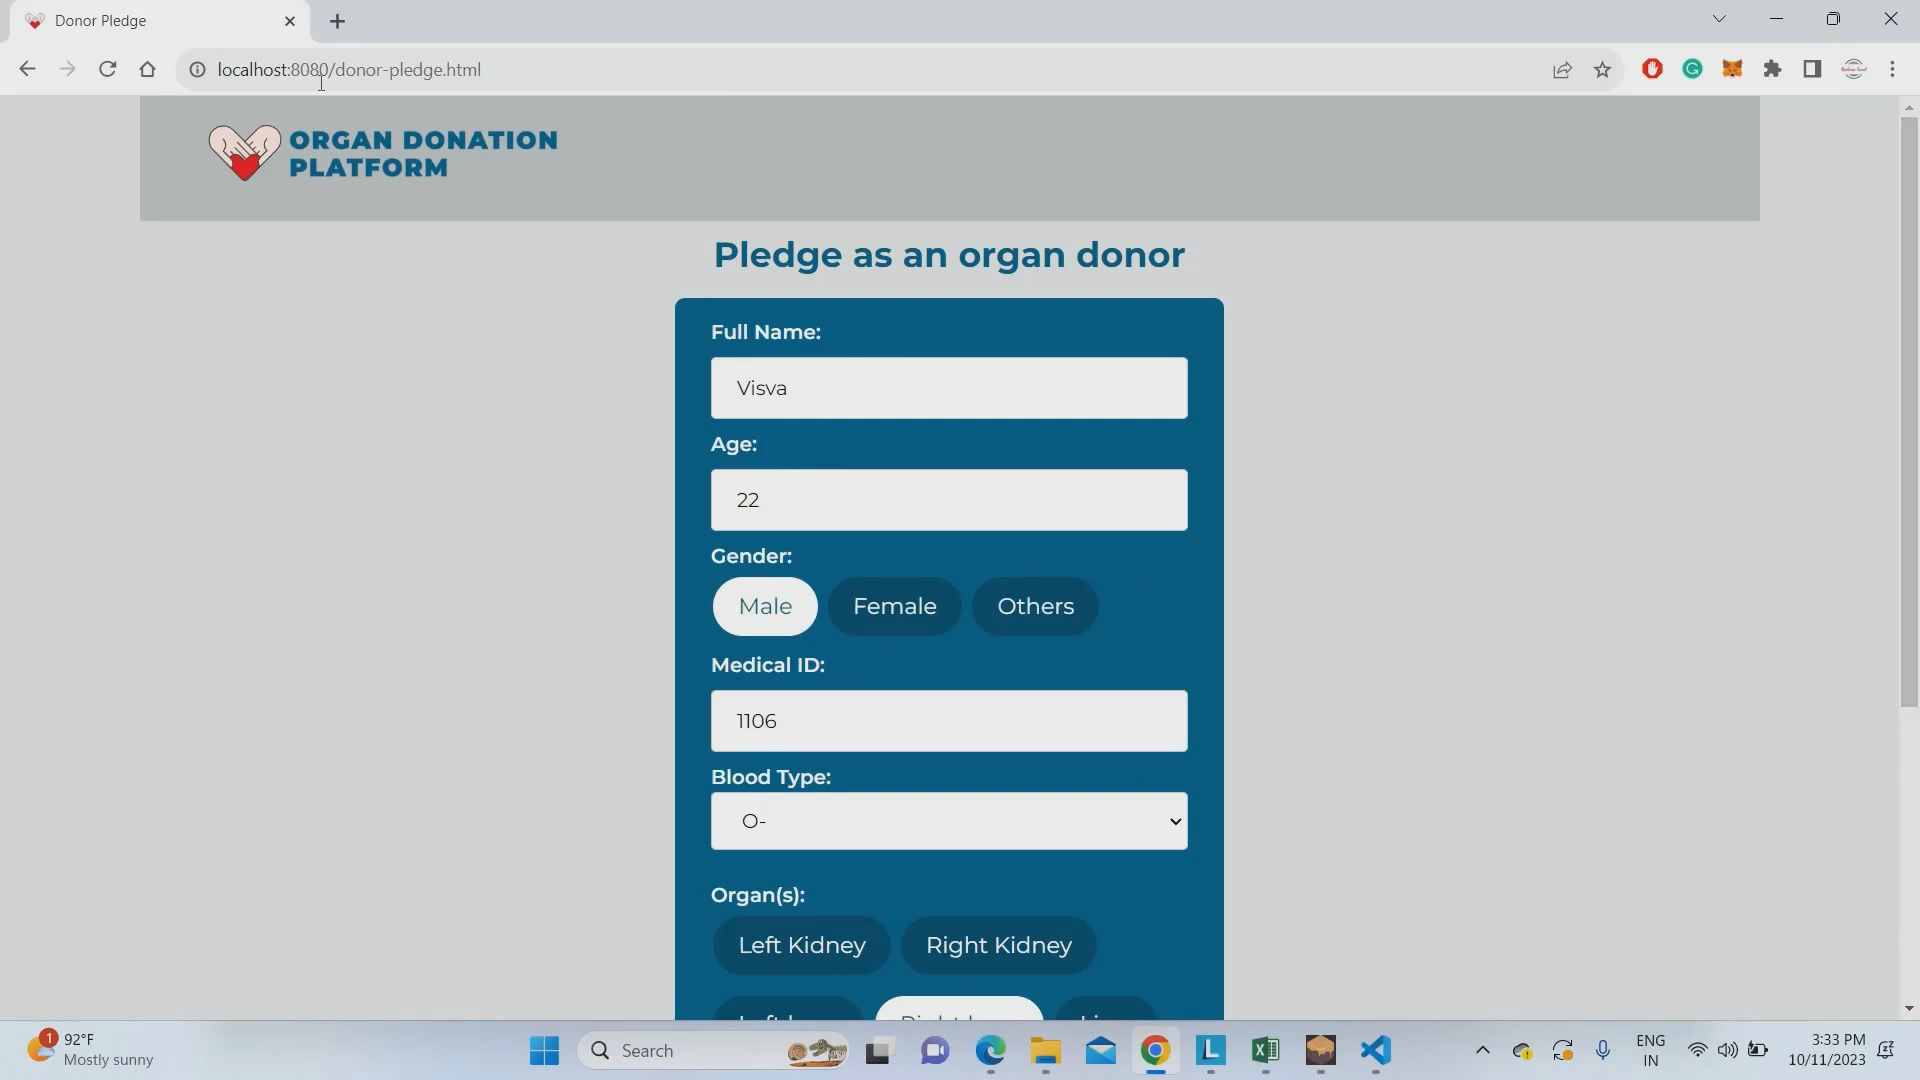 Donor Pledge
localhost:8080/donor-pledge.html
ORGAN DONATION
PLATFORM
Pledge as an organ donor
Full Name:
Visva
Age:
22
Gender:
Male Female Others
Medical ID:
1106
Blood Type:
O-
Organ(s):
Left Kidney Right Kidney
1
92°F
Mostly sunny
Search
ENG
IN
3:33 PM
10/11/2023